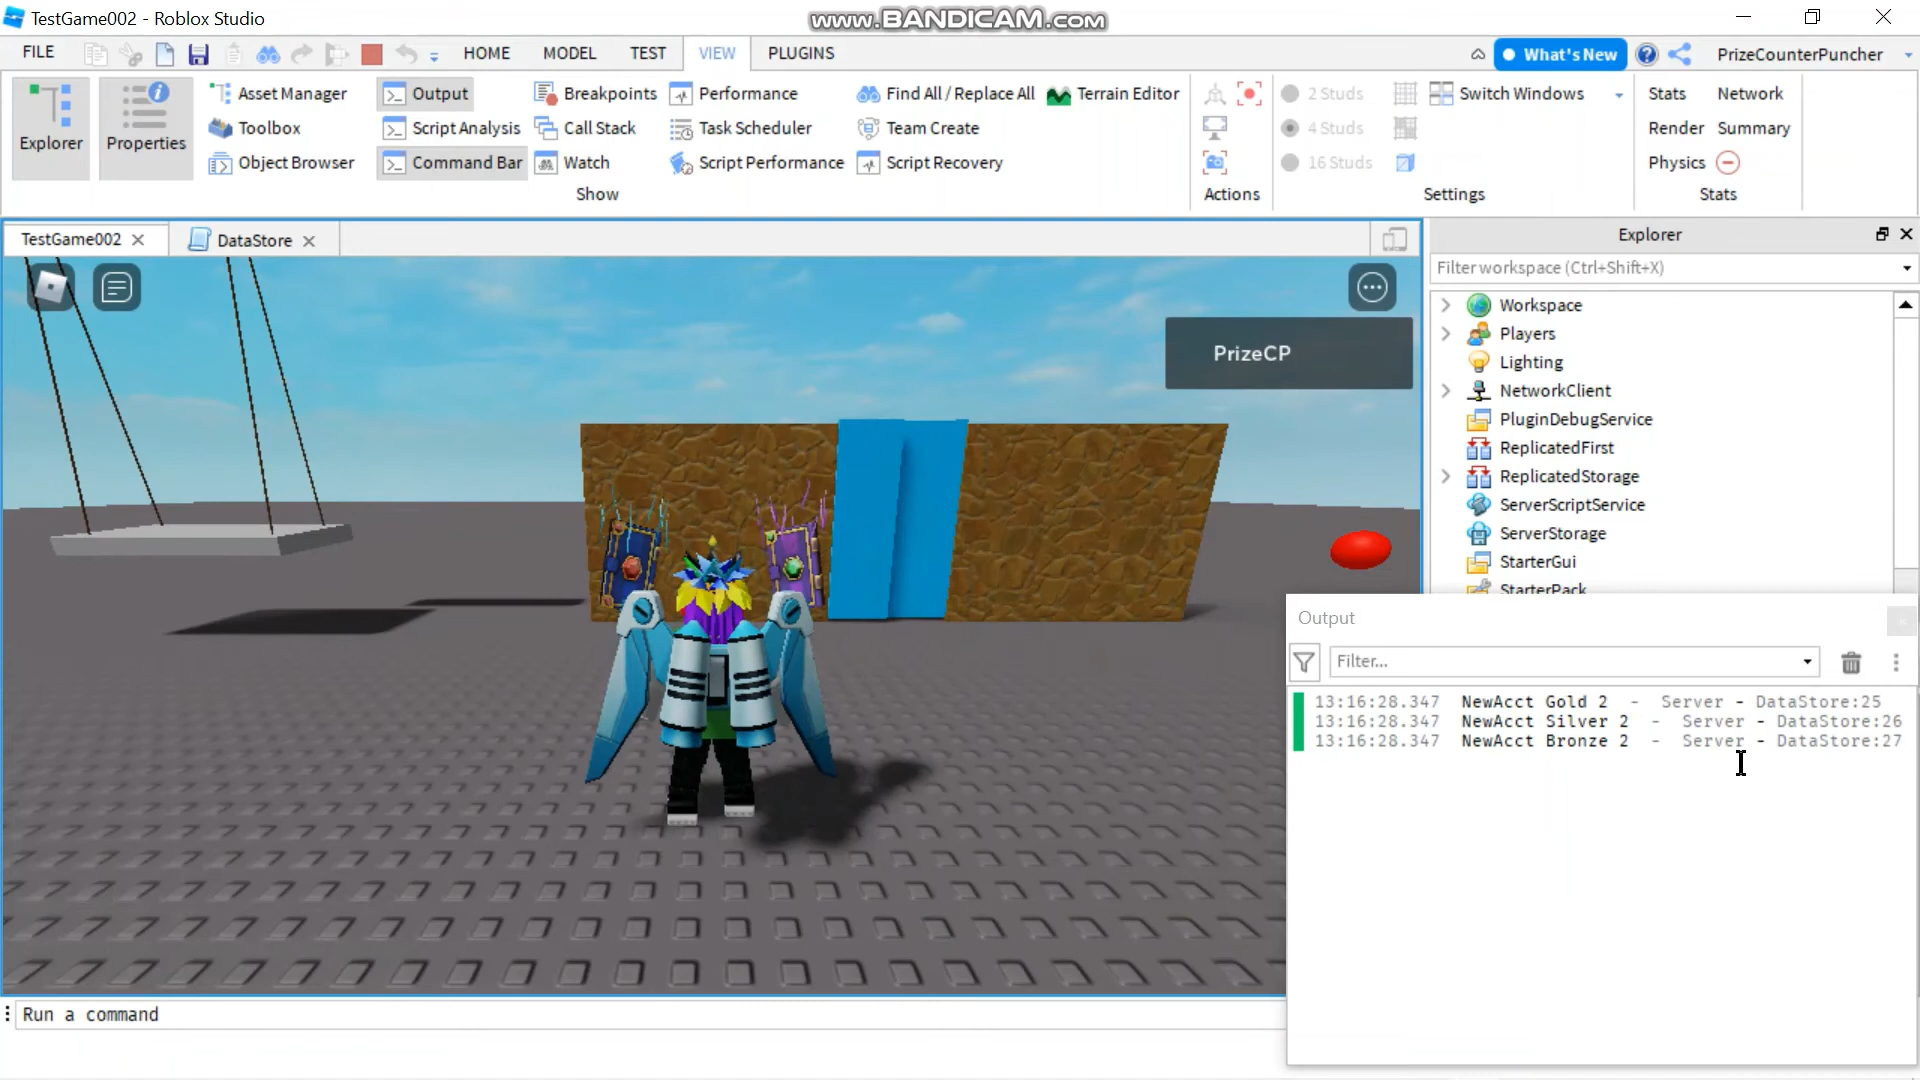 TestGame002 - Roblox Studio
www.BANDICAM.com
FILE
HOME
MODEL
TEST
VIEW
PLUGINS
What's New
PrizeCounterPuncher
Explorer
Properties
Asset Manager
Toolbox
Object Browser
Output
Script Analysis
Command Bar
Breakpoints
Call Stack
Watch
Performance
Task Scheduler
Script Performance
Find All / Replace All
Team Create
Script Recovery
Terrain Editor
Show
Actions
2 Studs
4 Studs
16 Studs
Switch Windows
Settings
Stats
Network
Render
Summary
Physics
Stats
TestGame002
DataStore
PrizeCP
Explorer
Filter workspace (Ctrl+Shift+X)
Workspace
Players
Lighting
NetworkClient
PluginDebugService
ReplicatedFirst
ReplicatedStorage
ServerScriptService
ServerStorage
StarterGui
StarterPack
Output
Filter...
13:16:28.347 NewAcct Gold 2 - Server - DataStore:25
13:16:28.347 NewAcct Silver 2 - Server - DataStore:26
13:16:28.347 NewAcct Bronze 2 - Server - DataStore:27
Run a command